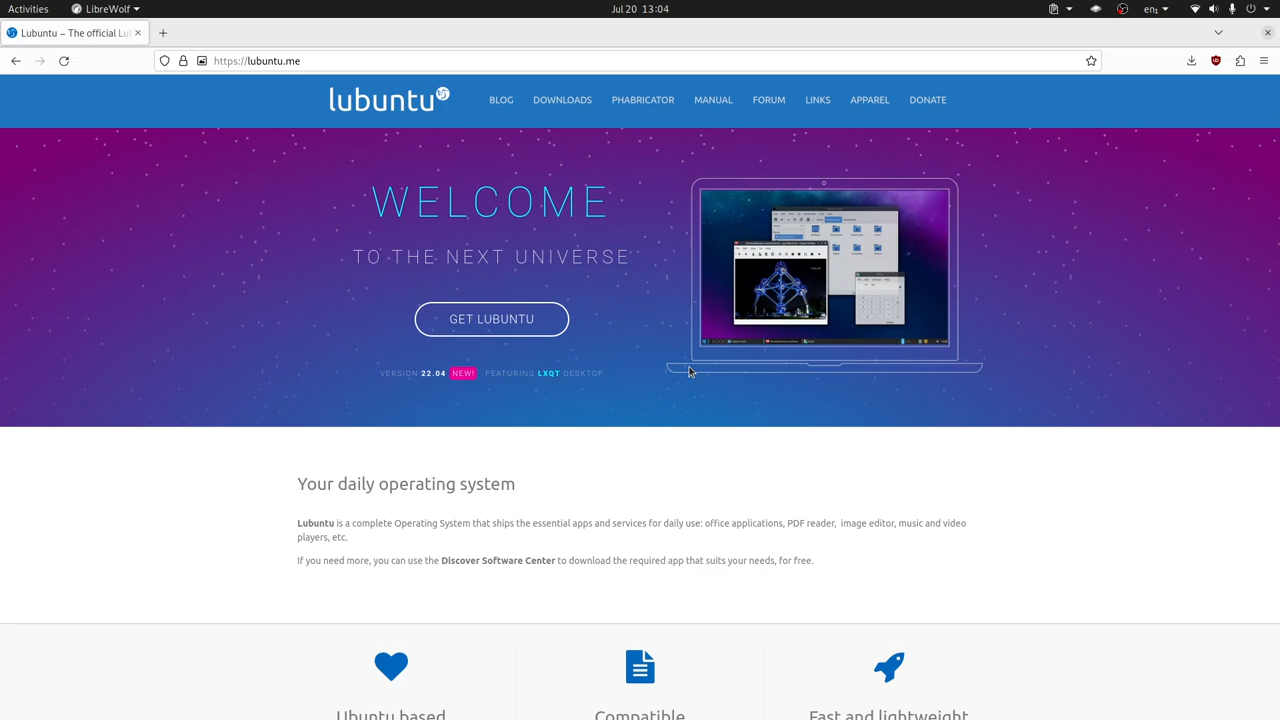 Activities LibreWolf Jul 20 13:04 en₁
Lubuntu — The official Lu
https://lubuntu.me
lubuntu BLOG DOWNLOADS PHABRICATOR MANUAL FORUM LINKS APPAREL DONATE
WELCOME
TO THE NEXT UNIVERSE
GET LUBUNTU
VERSION 22.04 NEW! FEATURING LXQT DESKTOP
Your daily operating system
Lubuntu is a complete Operating System that ships the essential apps and services for daily use: office applications, PDF reader, image editor, music and video
players, etc.
If you need more, you can use the Discover Software Center to download the required app that suits your needs, for free.
Ubuntu based Compatible Fast and lightweight